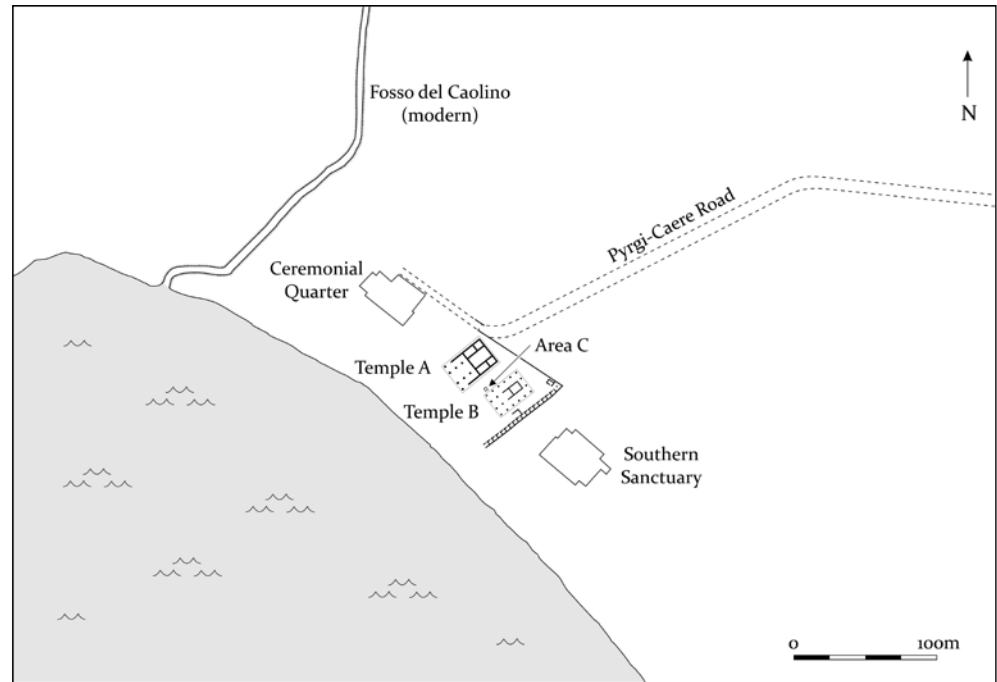 Fosso del Caolino
(modern)
N
Pyrgi-Caere Road
Ceremonial
Quarter
Area C
Temple A
Temple B
Southern
Sanctuary
0 100m